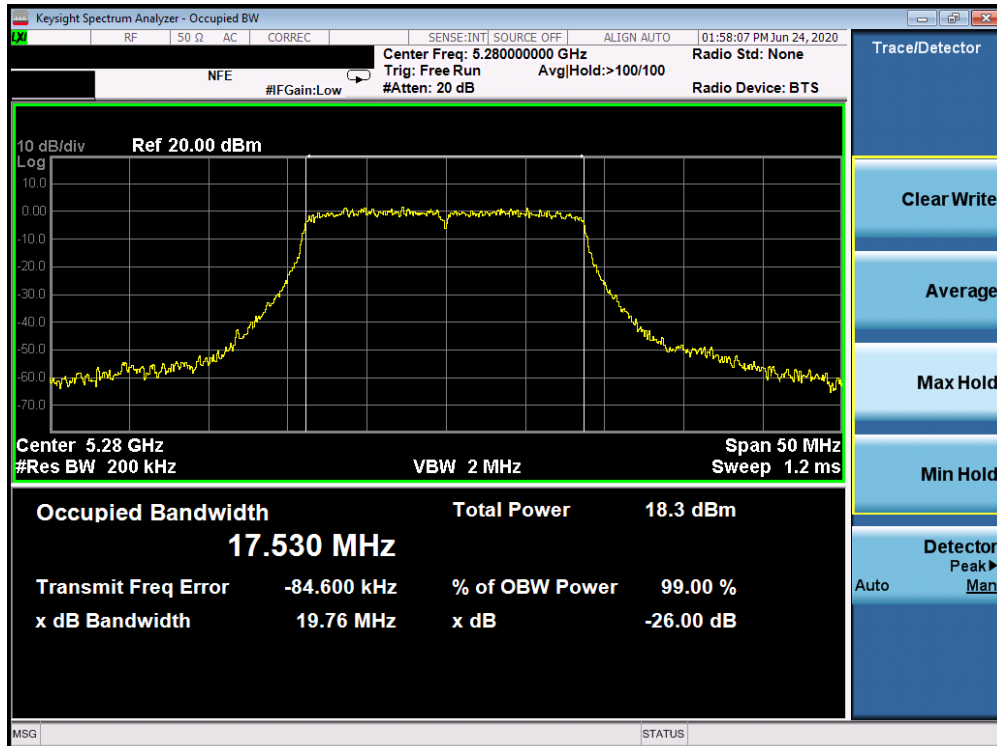 Keysight Spectrum Analyzer - Occupied BW
LXI RF 50 Ω AC CORREC SENSE:INT SOURCE OFF ALIGN AUTO 01:58:07 PM Jun 24, 2020
NFE
#IFGain:Low
Center Freq: 5.280000000 GHz
Trig: Free Run Avg|Hold:>100/100
#Atten: 20 dB
Radio Std: None
Radio Device: BTS
10 dB/div Ref 20.00 dBm
Log
10.0
0.00
-10.0
-20.0
-30.0
-40.0
-50.0
-60.0
-70.0
Center 5.28 GHz Span 50 MHz
#Res BW 200 kHz VBW 2 MHz Sweep 1.2 ms
Occupied Bandwidth Total Power 18.3 dBm
17.530 MHz
Transmit Freq Error -84.600 kHz % of OBW Power 99.00 %
x dB Bandwidth 19.76 MHz x dB -26.00 dB
MSG STATUS
Trace/Detector
Clear Write
Average
Max Hold
Min Hold
Detector
Peak▶
Auto Man